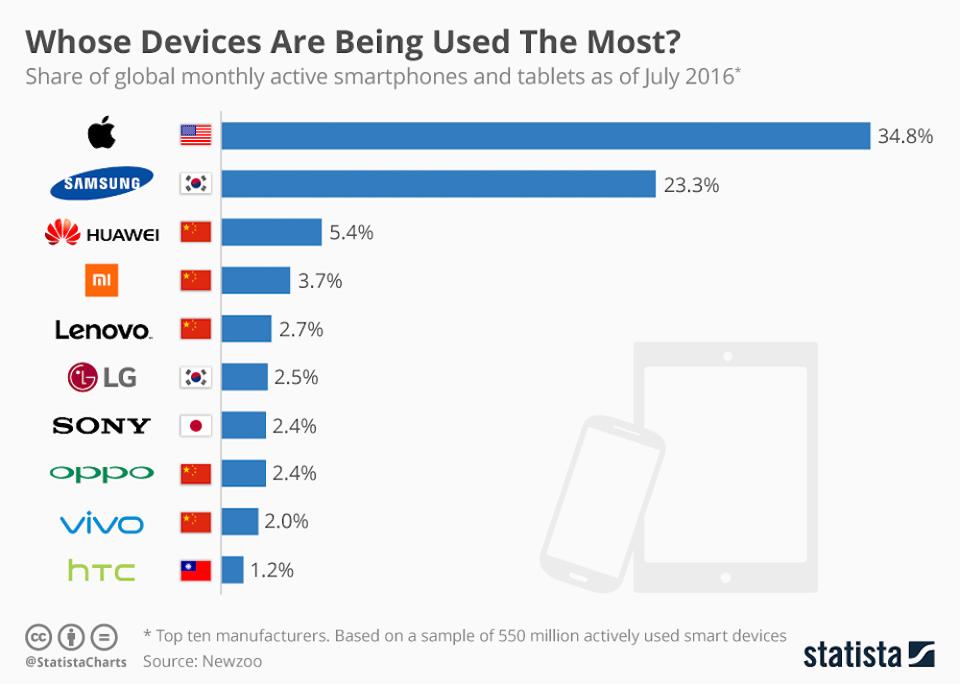 Whose Devices Are Being Used The Most?
Share of global monthly active smartphones and tablets as of July 2016*
34.8%
SAMSUNG 23.3%
HUAWEI 5.4%
MI 3.7%
Lenovo 2.7%
LG LG 2.5%
SONY 2.4%
oppo 2.4%
vivo 2.0%
hTC 1.2%
cc = * Top ten manufacturers. Based on a sample of 550 million actively used smart devices
@StatistaCharts Source: Newzoo
statista